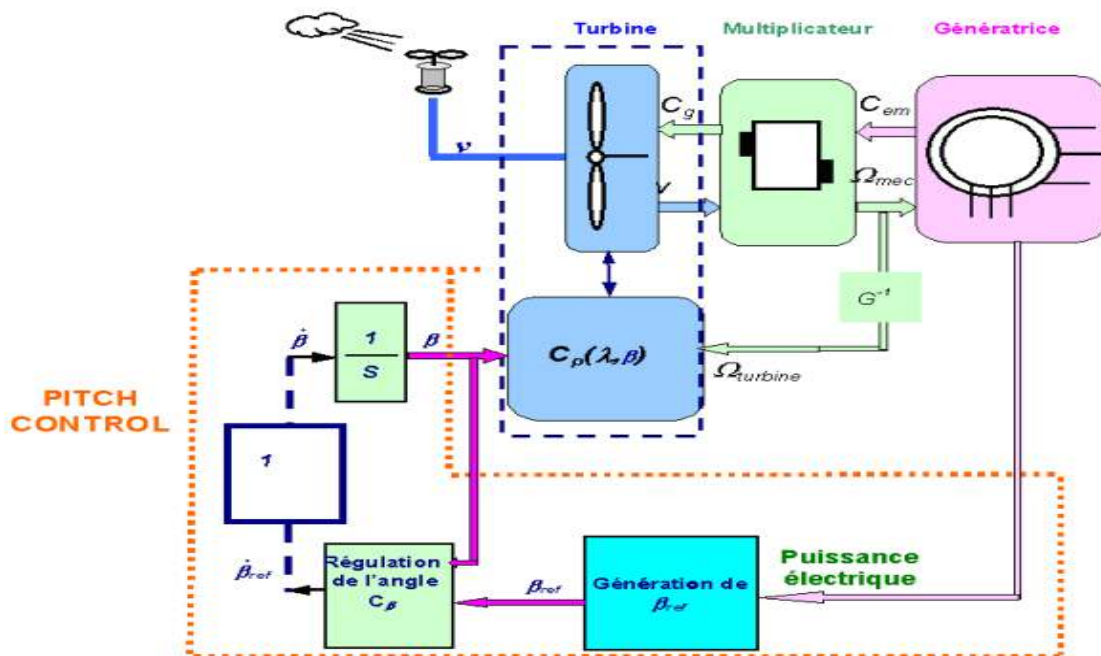 Turbine
Multiplicateur
Génératrice
C_g
C_em
v
v
Ω_mec
G⁻¹
β̇
1
S
β
C_p(λ,β)
Ω_turbine
PITCH
CONTROL
1
Puissance
électrique
β̇_ref
Régulation
de l'angle
C_β
β_ref
Génération de
β_ref